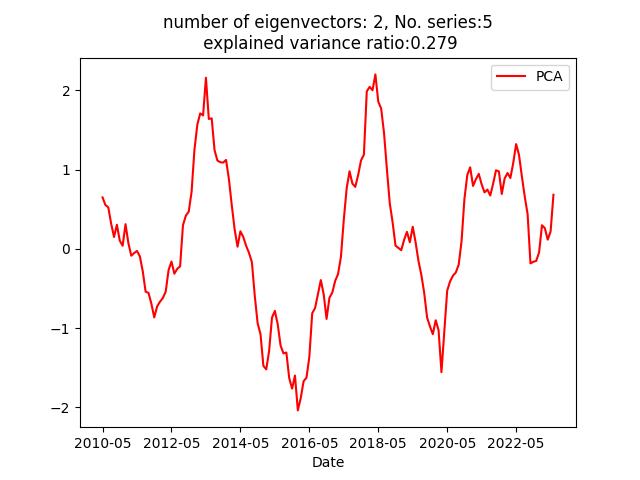 number of eigenvectors: 2, No. series:5
explained variance ratio:0.279
PCA
2
1
0
−1
−2
2010-05 2012-05 2014-05 2016-05 2018-05 2020-05 2022-05
Date